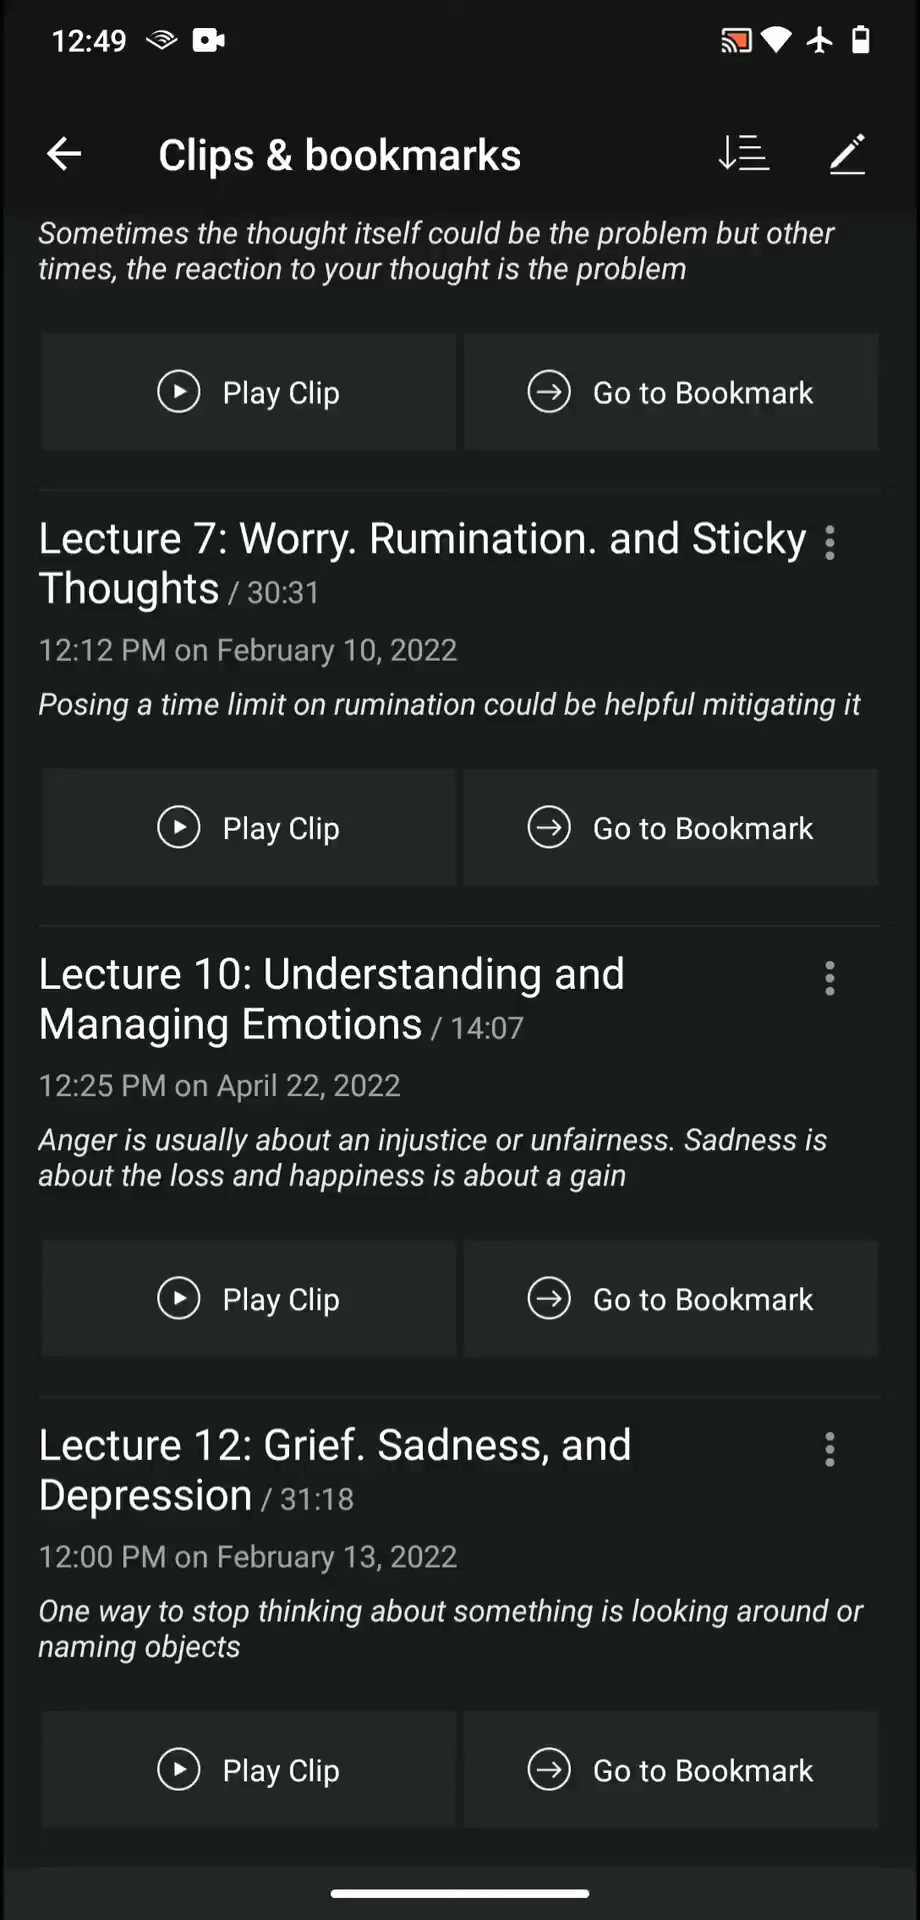 12:49
Clips & bookmarks
Sometimes the thought itself could be the problem but other
times, the reaction to your thought is the problem
Play Clip
Go to Bookmark
Lecture 7: Worry. Rumination. and Sticky
Thoughts / 30:31
12:12 PM on February 10, 2022
Posing a time limit on rumination could be helpful mitigating it
Play Clip
Go to Bookmark
Lecture 10: Understanding and
Managing Emotions / 14:07
12:25 PM on April 22, 2022
Anger is usually about an injustice or unfairness. Sadness is
about the loss and happiness is about a gain
Play Clip
Go to Bookmark
Lecture 12: Grief. Sadness, and
Depression / 31:18
12:00 PM on February 13, 2022
One way to stop thinking about something is looking around or
naming objects
Play Clip
Go to Bookmark